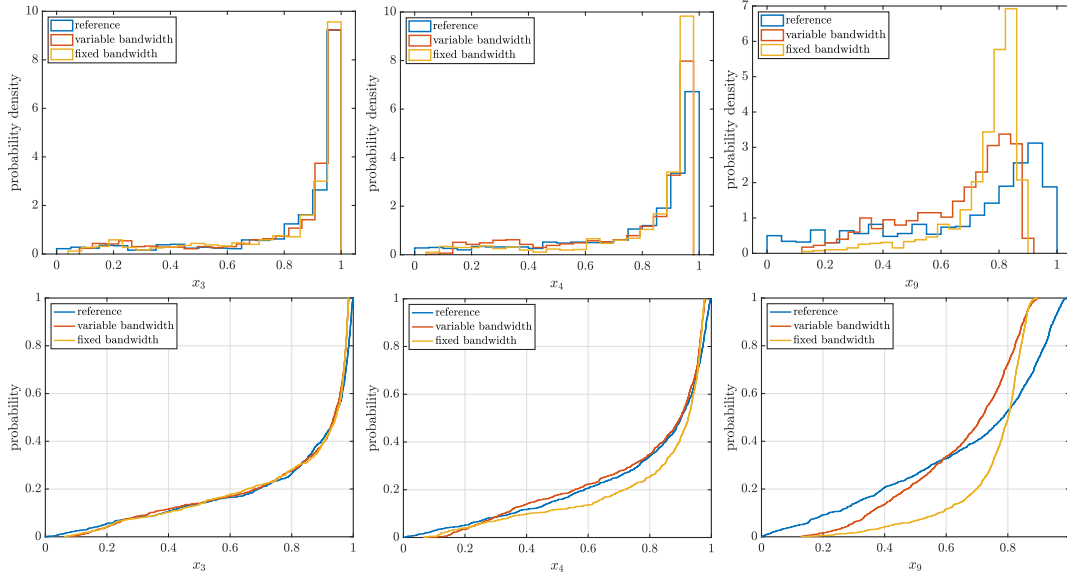 10
8
6
4
2
0
probability density
reference
variable bandwidth
fixed bandwidth
0 0.2 0.4 0.6 0.8 1
x₃
10
8
6
4
2
0
probability density
reference
variable bandwidth
fixed bandwidth
0 0.2 0.4 0.6 0.8 1
x₄
7
6
5
4
3
2
1
0
probability density
reference
variable bandwidth
fixed bandwidth
0 0.2 0.4 0.6 0.8 1
x₉
1
0.8
0.6
0.4
0.2
0
probability
reference
variable bandwidth
fixed bandwidth
0 0.2 0.4 0.6 0.8 1
x₃
1
0.8
0.6
0.4
0.2
0
probability
reference
variable bandwidth
fixed bandwidth
0 0.2 0.4 0.6 0.8 1
x₄
1
0.8
0.6
0.4
0.2
0
probability
reference
variable bandwidth
fixed bandwidth
0 0.2 0.4 0.6 0.8
x₉